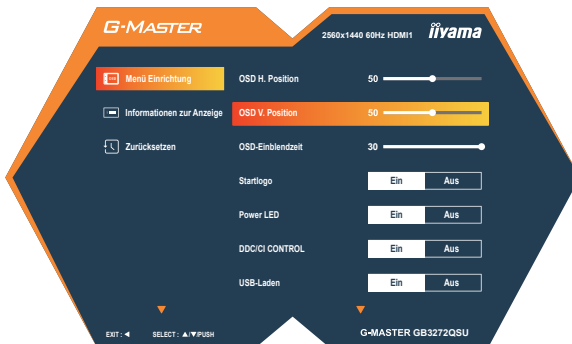 G-MASTER
2560x1440 60Hz HDMI1 iiyama
Menü Einrichtung
OSD H. Position 50
Informationen zur Anzeige
OSD V. Position 50
Zurücksetzen
OSD-Einblendzeit 30
Startlogo Ein Aus
Power LED Ein Aus
DDC/CI CONTROL Ein Aus
USB-Laden Ein Aus
EXIT : ◀ SELECT : ▲/▼/PUSH
G-MASTER GB3272QSU